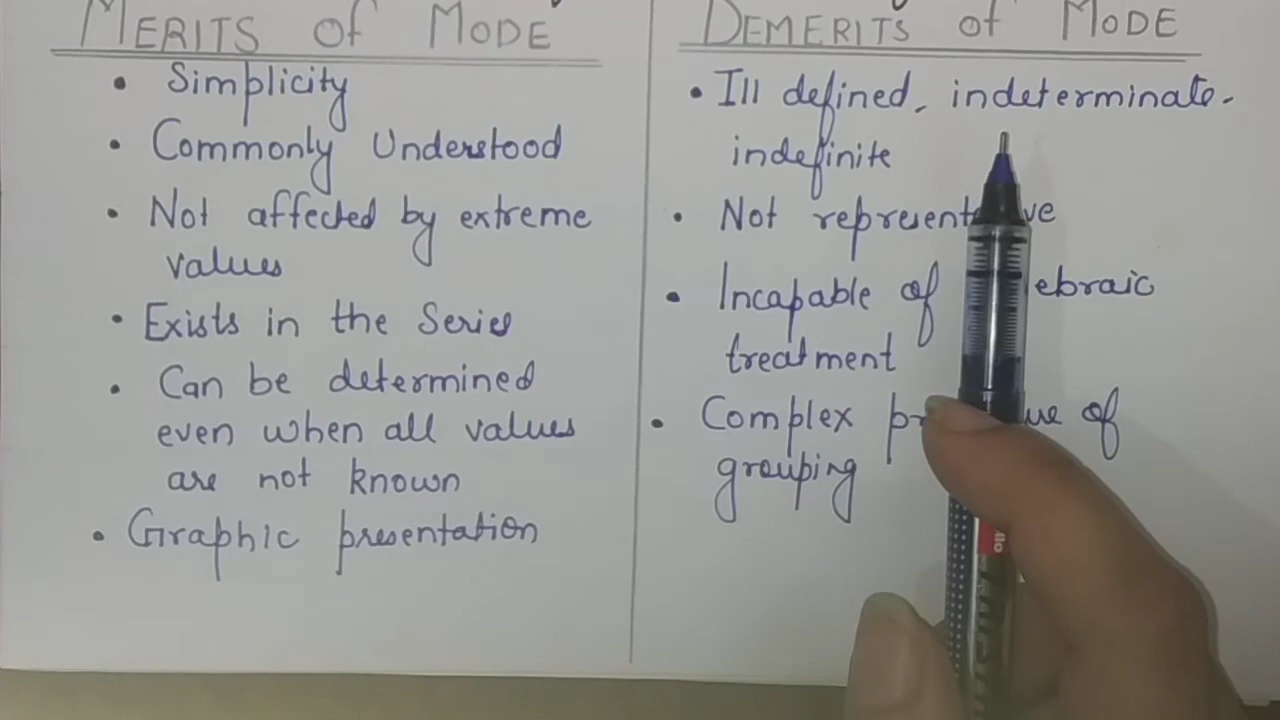 MERITS of MODE
• Simplicity
• Commonly Understood
• Not affected by extreme
values
• Exists in the Series
• Can be determined
even when all values
are not known
• Graphic presentation
DEMERITS of MODE
• Ill defined, indeterminate.
indefinite
• Not
• Incapable of
treatment
• Complex of
grouping